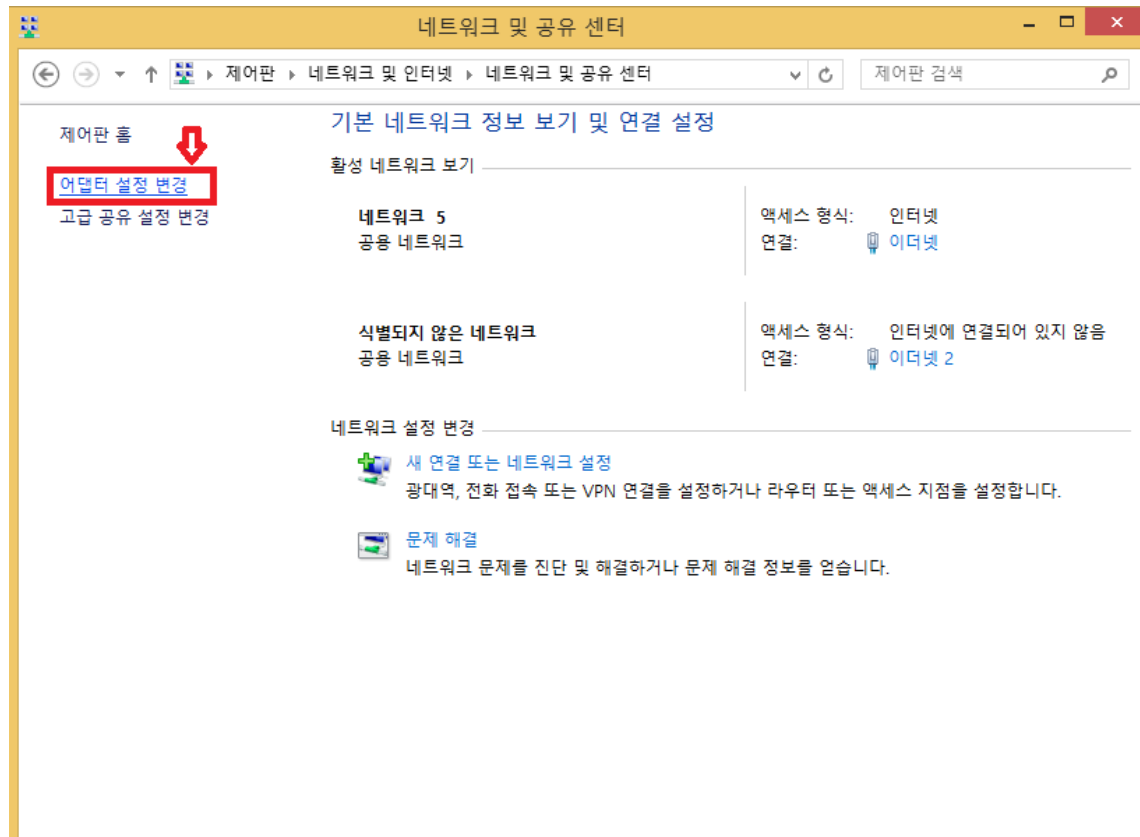 네트워크 및 공유 센터
제어판 네트워크 및 인터넷 네트워크 및 공유 센터
제어판 검색
제어판 홈
어댑터 설정 변경
고급 공유 설정 변경
기본 네트워크 정보 보기 및 연결 설정
활성 네트워크 보기
네트워크 5
공용 네트워크
액세스 형식: 인터넷
연결: 이더넷
식별되지 않은 네트워크
공용 네트워크
액세스 형식: 인터넷에 연결되어 있지 않음
연결: 이더넷 2
네트워크 설정 변경
새 연결 또는 네트워크 설정
광대역, 전화 접속 또는 VPN 연결을 설정하거나 라우터 또는 액세스 지점을 설정합니다.
문제 해결
네트워크 문제를 진단 및 해결하거나 문제 해결 정보를 얻습니다.